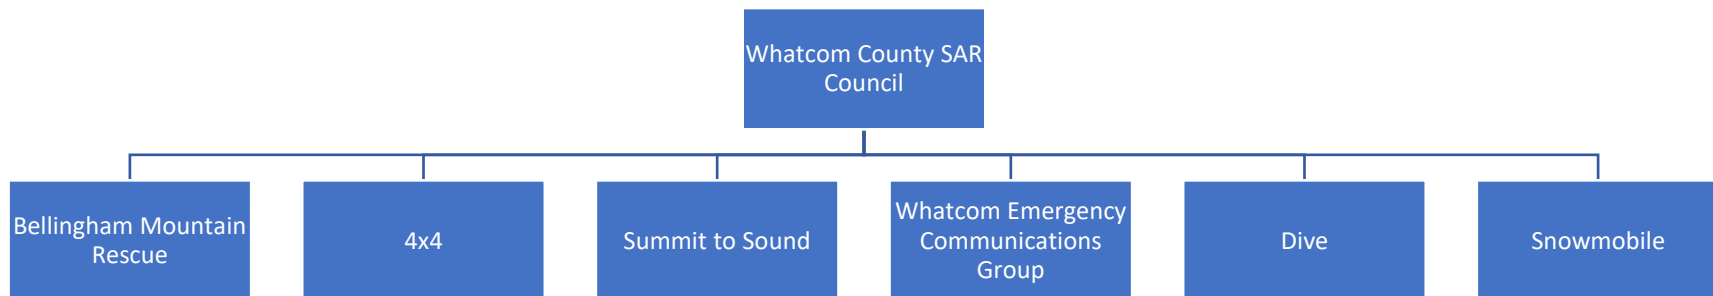 Whatcom County SAR
Council
Bellingham Mountain
Rescue
4x4
Summit to Sound
Whatcom Emergency
Communications
Group
Dive
Snowmobile